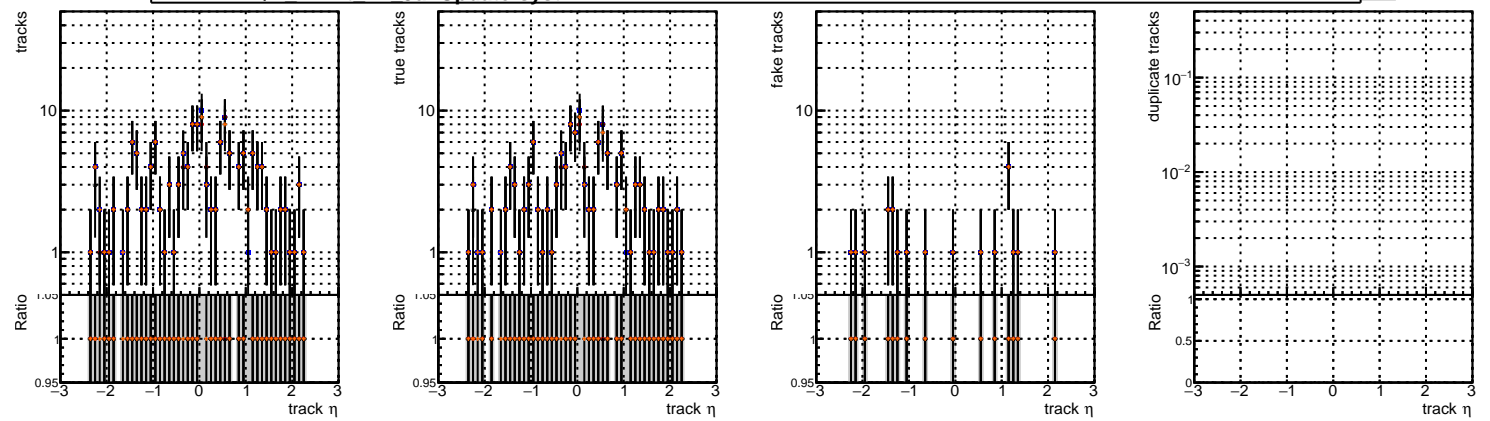 tracks
10
1
1.05
Ratio
1
0.95
−3 −2 −1 0 1 2 3
track η
true tracks
10
1
1.05
Ratio
1
0.95
−3 −2 −1 0 1 2 3
track η
fake tracks
10
1
1.05
Ratio
1
0.95
−3 −2 −1 0 1 2 3
track η
duplicate tracks
10⁻¹
10⁻²
10⁻³
Ratio
1
0.5
0
−3 −2 −1 0 1 2 3
track η